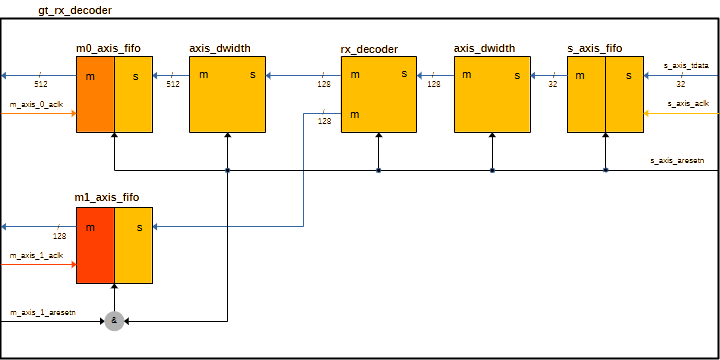 gt_rx_decoder
m0_axis_fifo
axis_dwidth
rx_decoder
axis_dwidth
s_axis_fifo
s_axis_tdata
m s
m s
m s
m s
m s
512
512
128
128
32
32
m_axis_0_aclk
s_axis_aclk
m
128
s_axis_aresetn
m1_axis_fifo
m s
128
m_axis_1_aclk
m_axis_1_aresetn
&